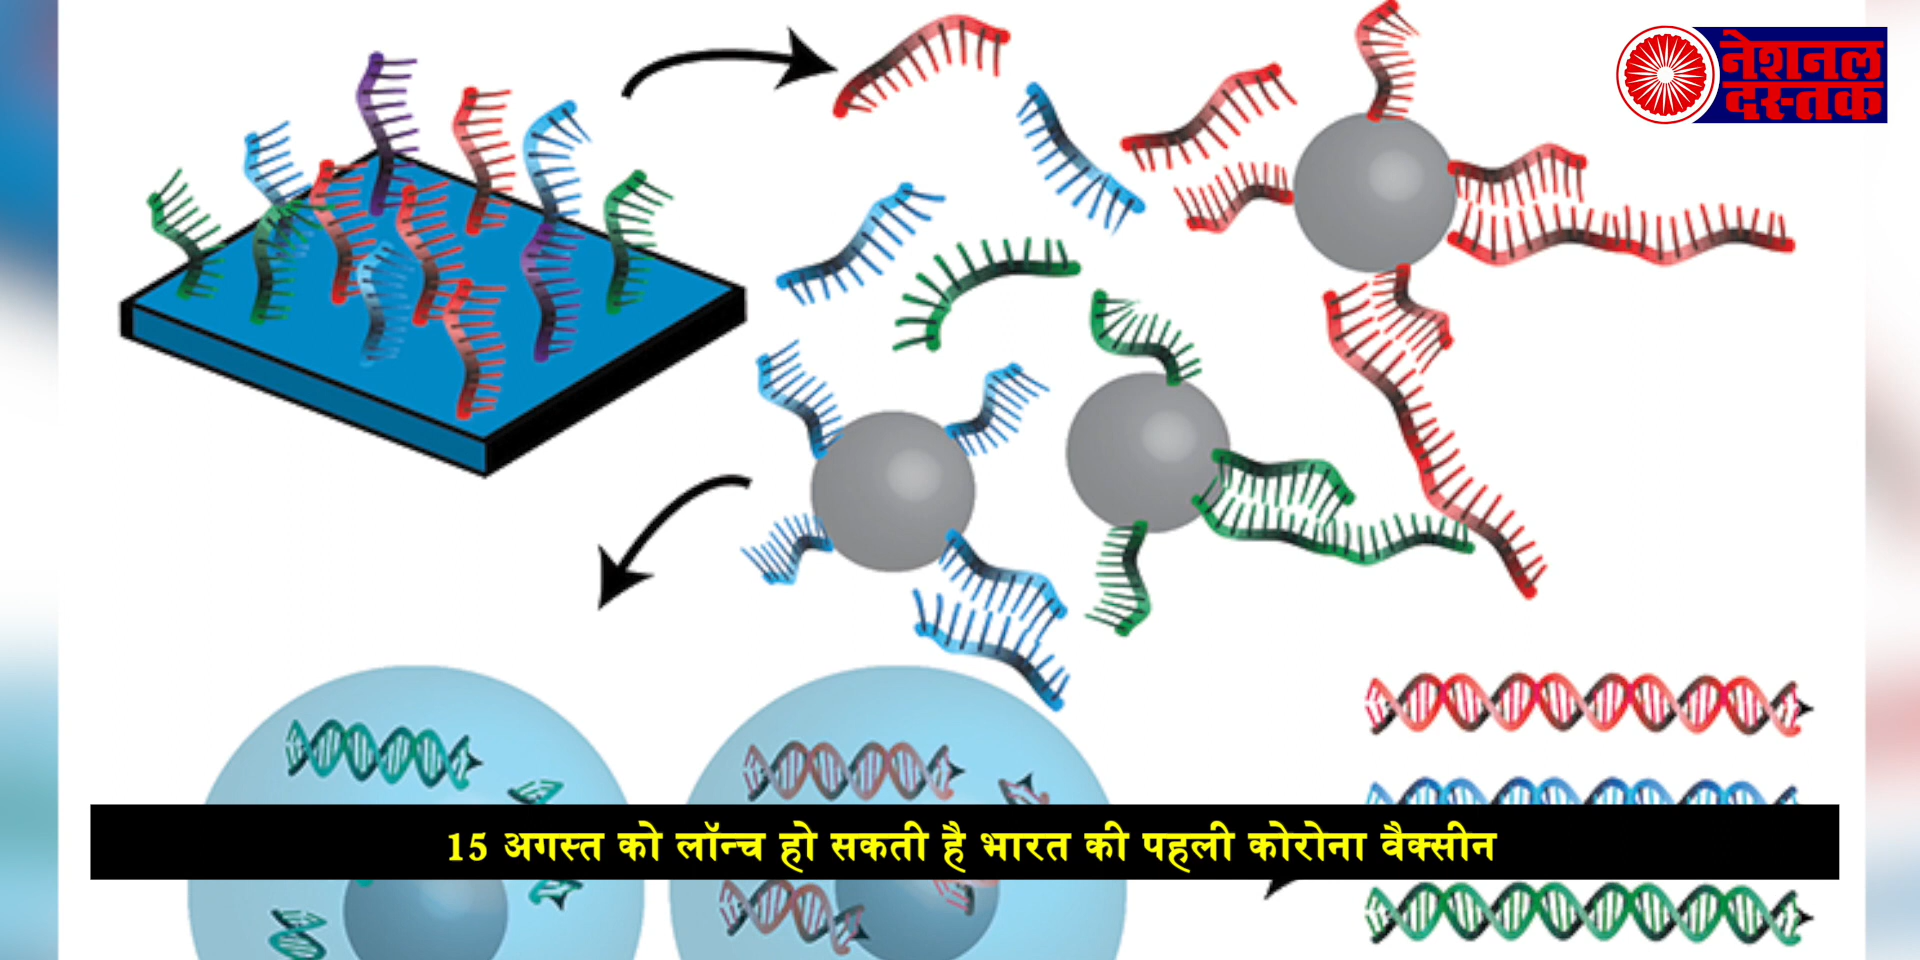 नेशनल
दस्तक
15 अगस्त को लॉन्च हो सकती है भारत की पहली कोरोना वैक्सीन